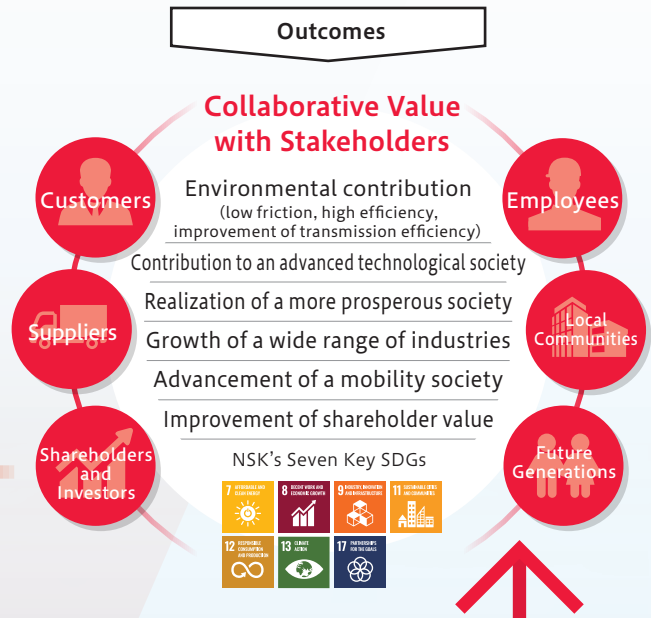 Outcomes
Collaborative Value
with Stakeholders
Customers
Employees
Environmental contribution
(low friction, high efficiency,
improvement of transmission efficiency)
Contribution to an advanced technological society
Suppliers
Realization of a more prosperous society
Local
Communities
Growth of a wide range of industries
Advancement of a mobility society
Improvement of shareholder value
Shareholders
and
Investors
Future
Generations
NSK's Seven Key SDGs
7 AFFORDABLE AND
CLEAN ENERGY
8 DECENT WORK AND
ECONOMIC GROWTH
9 INDUSTRY, INNOVATION
AND INFRASTRUCTURE
11 SUSTAINABLE CITIES
AND COMMUNITIES
12 RESPONSIBLE
CONSUMPTION
AND PRODUCTION
13 CLIMATE
ACTION
17 PARTNERSHIPS
FOR THE GOALS